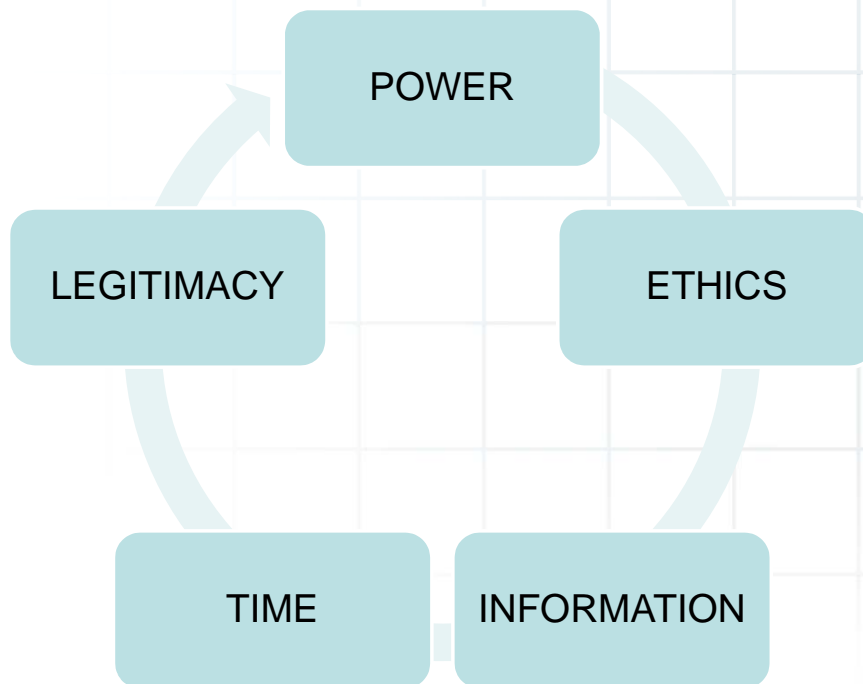 POWER
LEGITIMACY
ETHICS
TIME
INFORMATION